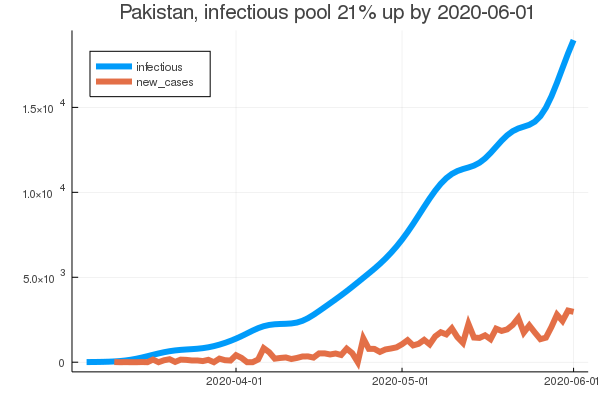 Pakistan, infectious pool 21% up by 2020-06-01
infectious
new_cases
1.5×10⁴
1.0×10⁴
5.0×10³
0
2020-04-01 2020-05-01 2020-06-01